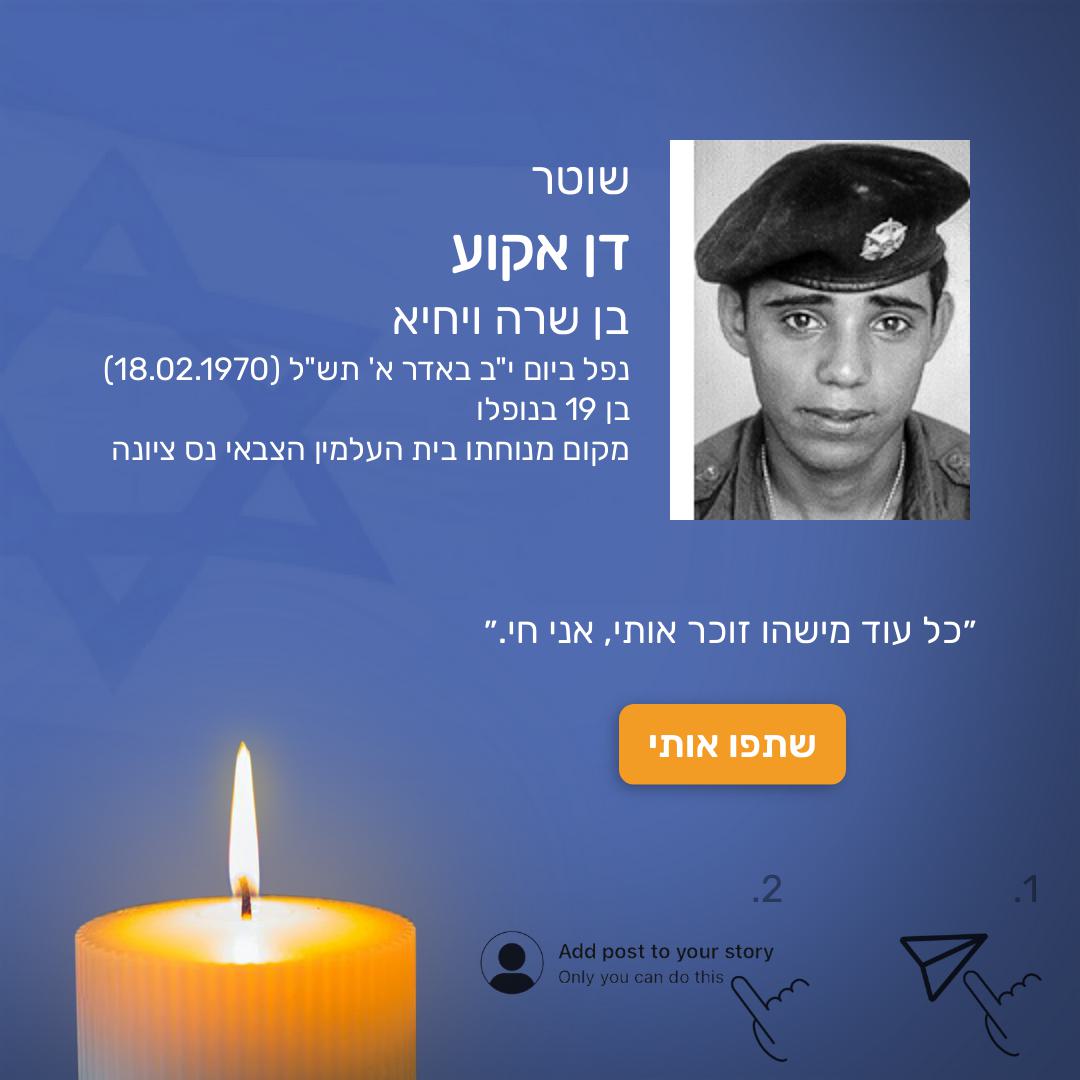 שוטר
דן אקוע
בן שרה ויחיא
נפל ביום י"ב באדר א' תש"ל (18.02.1970)
בן 19 בנופלו
מקום מנוחתו בית העלמין הצבאי נס ציונה
״כל עוד מישהו זוכר אותי, אני חי.״
שתפו אותי
1.
2.
Add post to your story
Only you can do this